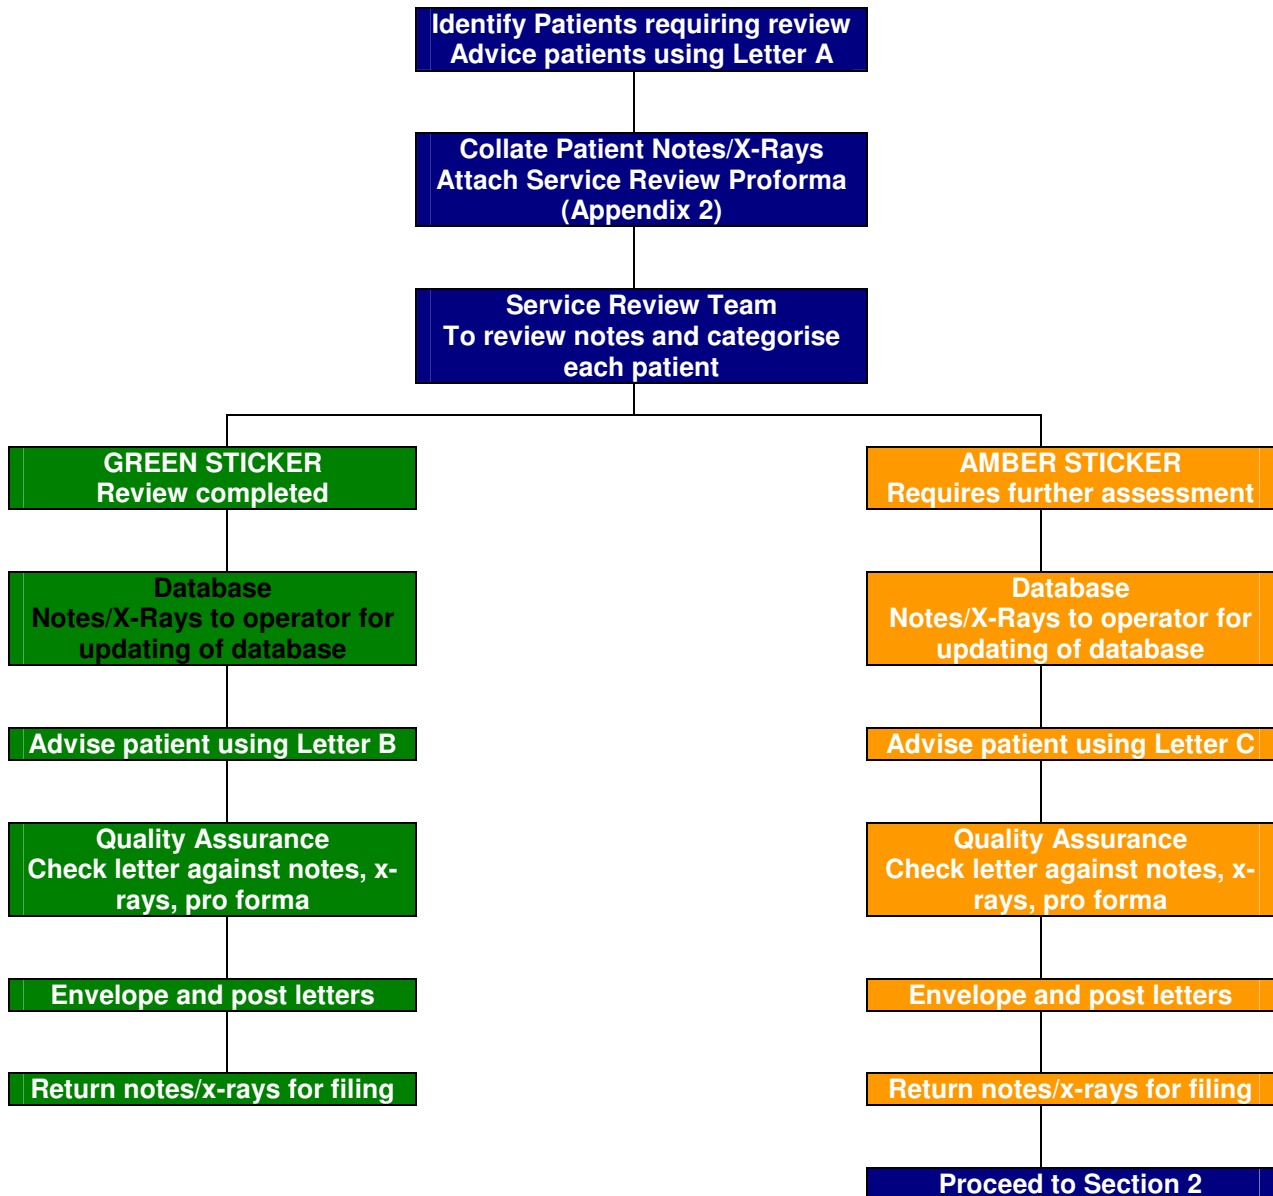 Identify Patients requiring review
Advice patients using Letter A
Collate Patient Notes/X-Rays
Attach Service Review Proforma
(Appendix 2)
Service Review Team
To review notes and categorise
each patient
GREEN STICKER
Review completed
Database
Notes/X-Rays to operator for
updating of database
Advise patient using Letter B
Quality Assurance
Check letter against notes, x-
rays, pro forma
Envelope and post letters
Return notes/x-rays for filing
AMBER STICKER
Requires further assessment
Database
Notes/X-Rays to operator for
updating of database
Advise patient using Letter C
Quality Assurance
Check letter against notes, x-
rays, pro forma
Envelope and post letters
Return notes/x-rays for filing
Proceed to Section 2